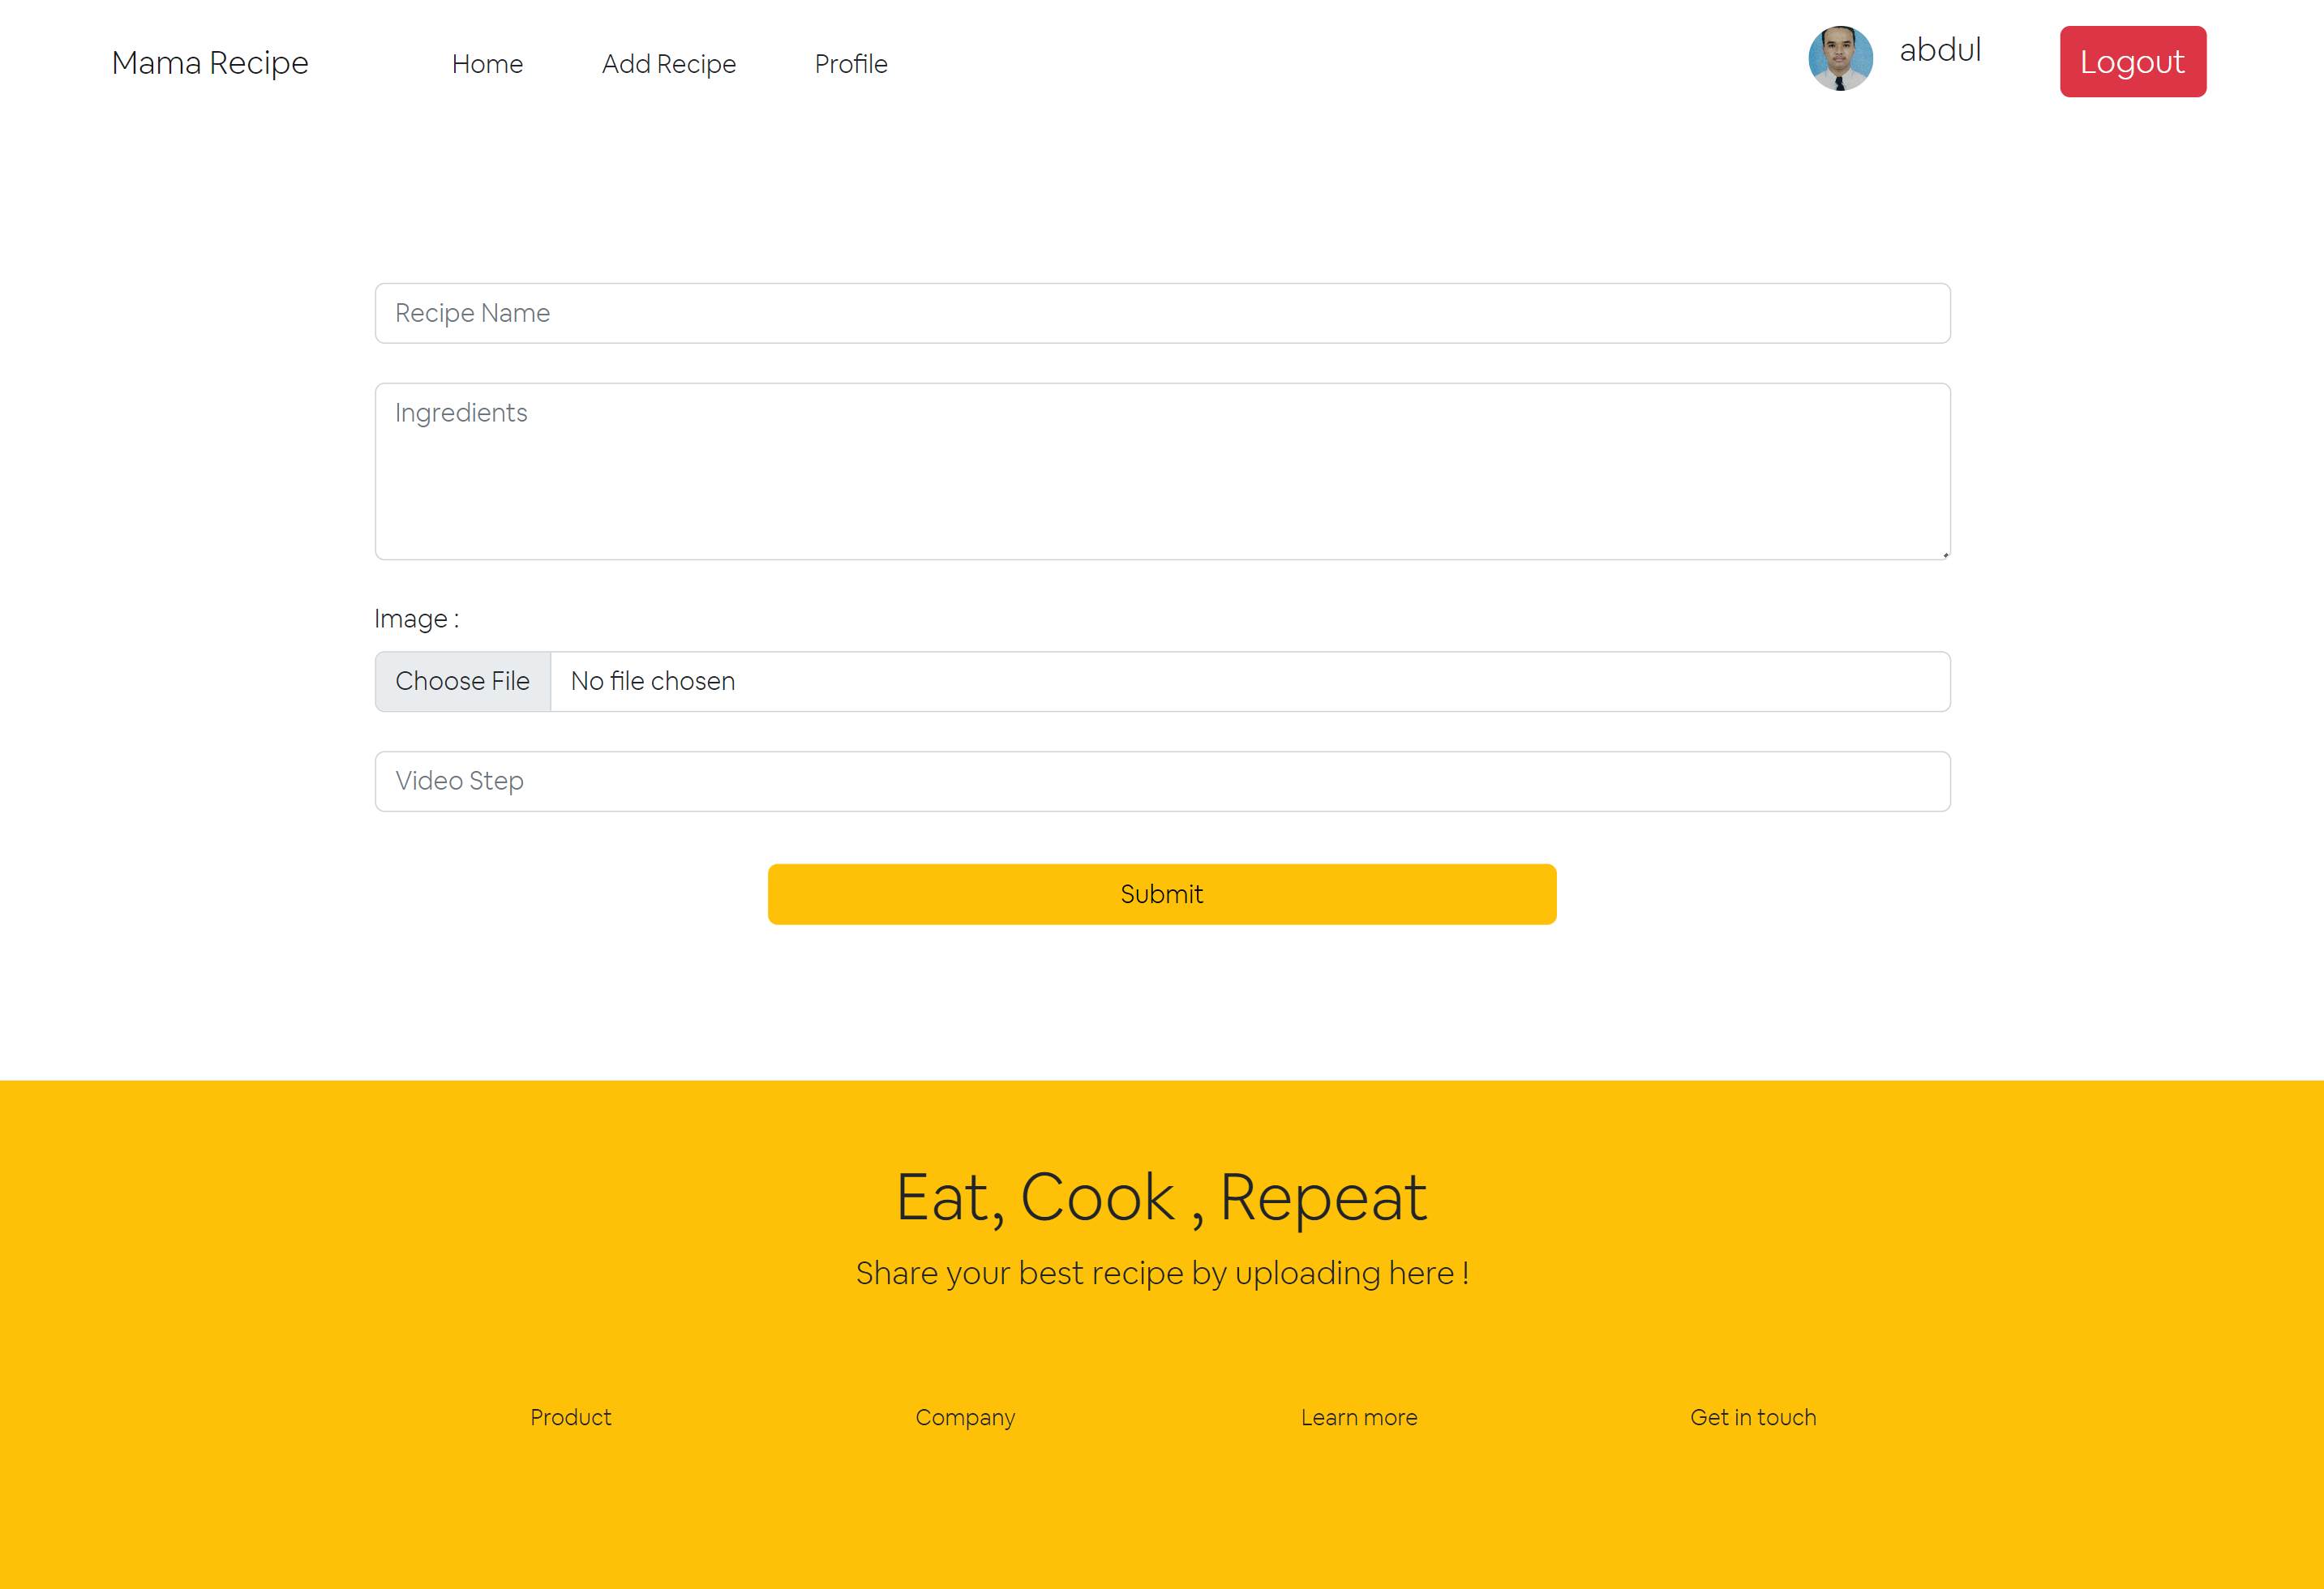 Mama Recipe Home Add Recipe Profile abdul Logout
Recipe Name
Ingredients
Image :
Choose File No file chosen
Video Step
Submit
Eat, Cook , Repeat
Share your best recipe by uploading here !
Product Company Learn more Get in touch